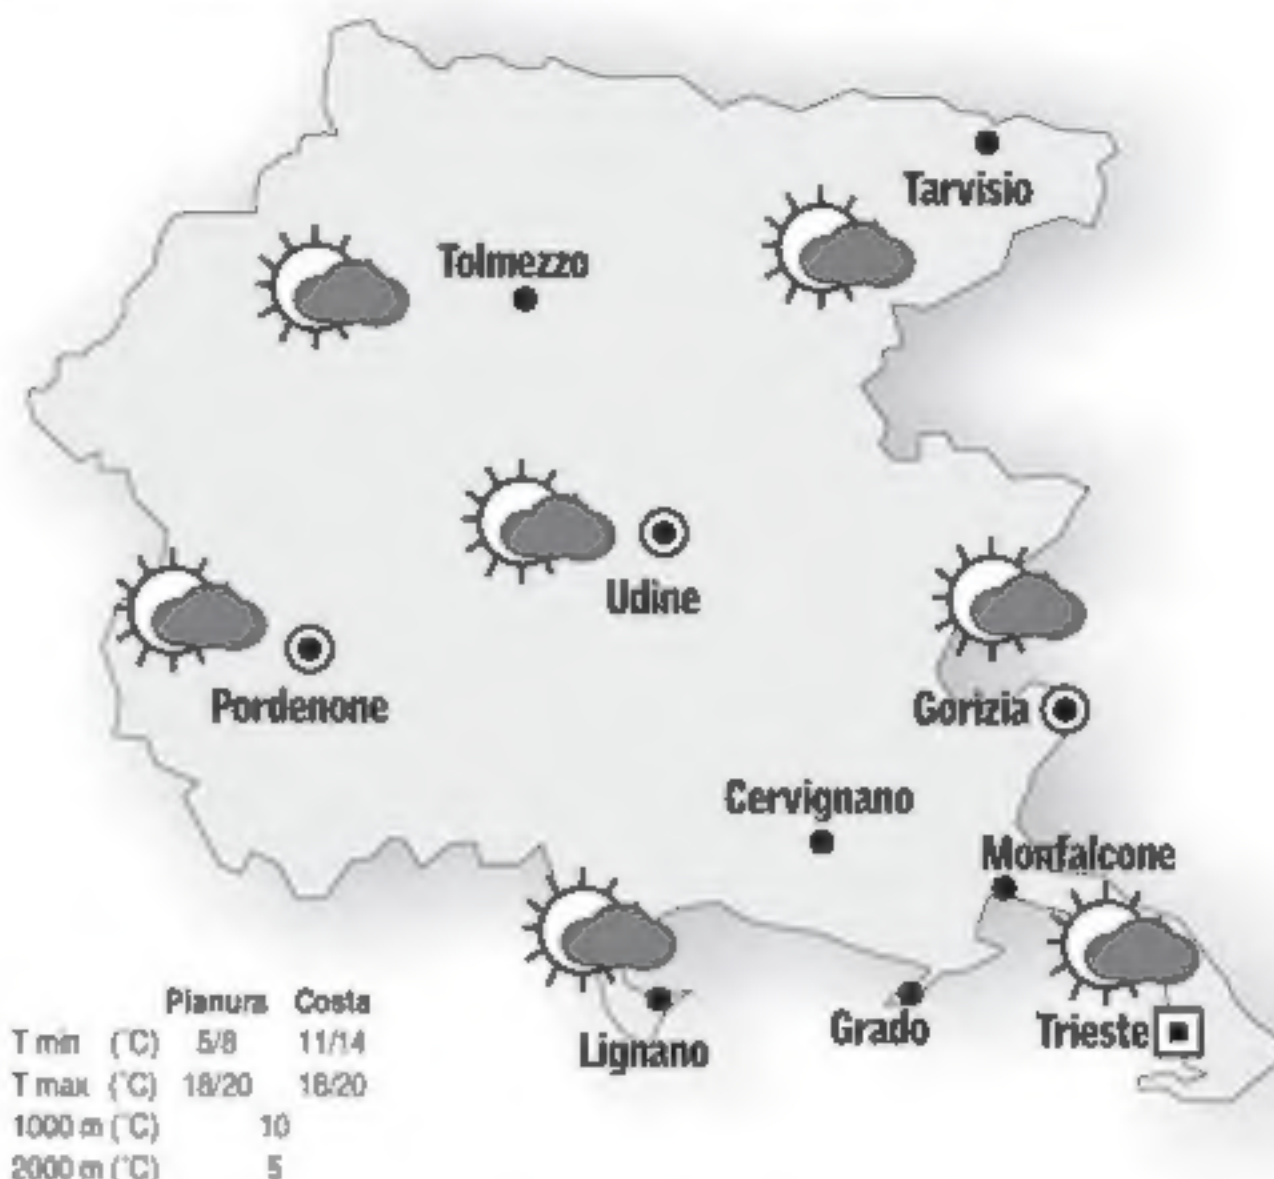 Tarvisio
Tolmezzo
Udine
Pordenone
Gorizia
Cervignano
Monfalcone
Grado
Trieste
Lignano
Pianura Costa
T min (°C) 5/8 11/14
T max (°C) 18/20 18/20
1000 m (°C) 10
2000 m (°C) 5